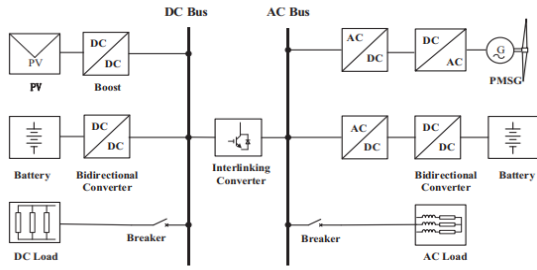 DC Bus
AC Bus
PV
DC
DC
AC
DC
DC
AC
G
PV
Boost
PMSG
DC
DC
AC
DC
DC
DC
Battery
Bidirectional
Converter
Interlinking
Converter
Bidirectional
Converter
Battery
Breaker
Breaker
DC Load
AC Load